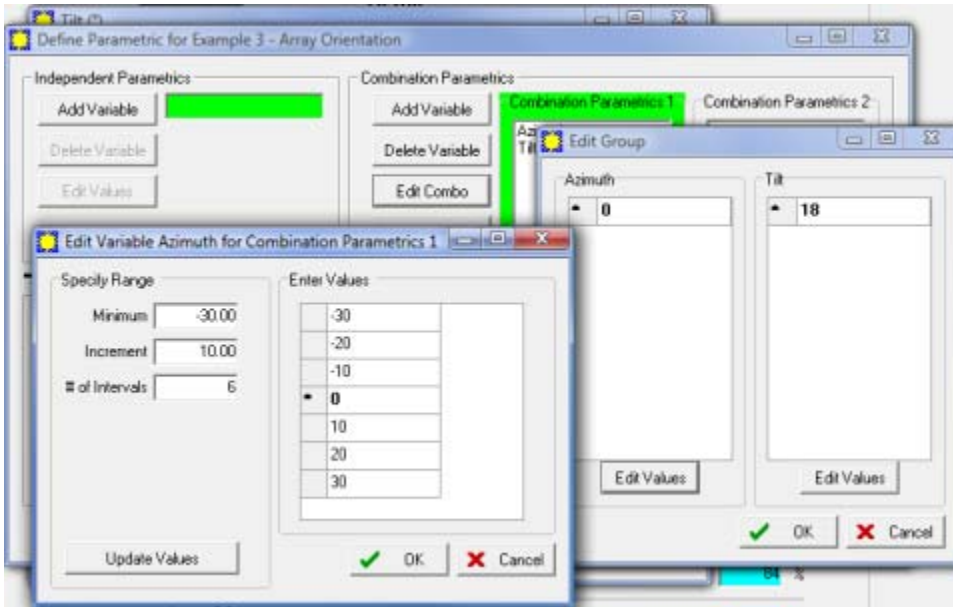 Tilt (°)
Define Parametric for Example 3 - Array Orientation
Independent Parametrics
Add Variable
Delete Variable
Edit Values
Combination Parametrics
Add Variable
Delete Variable
Edit Combo
Combination Parametrics 1
Tilt
Combination Parametrics 2
Edit Group
Azimuth
0
Edit Values
Tilt
18
Edit Values
OK
Cancel
Edit Variable Azimuth for Combination Parametrics 1
Specify Range
Minimum -30.00
Increment 10.00
# of Intervals 6
Update Values
Enter Values
-30
-20
-10
0
10
20
30
OK
Cancel
84 %